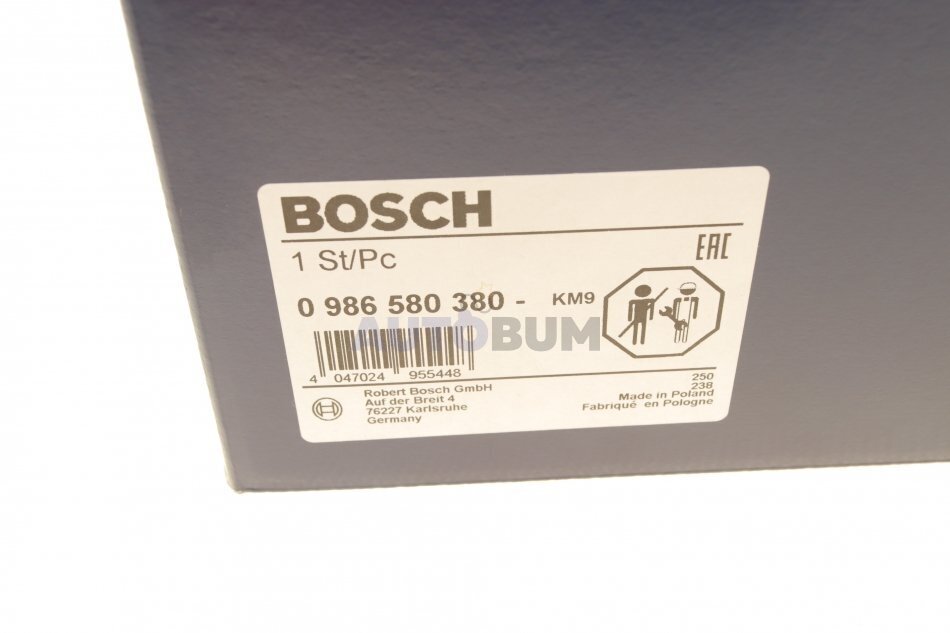 BOSCH
1 St/Pc
EAC
0 986 580 380 - KM9
AUTOBUM
4 047024 955448
Robert Bosch GmbH
Auf der Breit 4
76227 Karlsruhe
Germany
250
238
Made in Poland
Fabriqué en Pologne